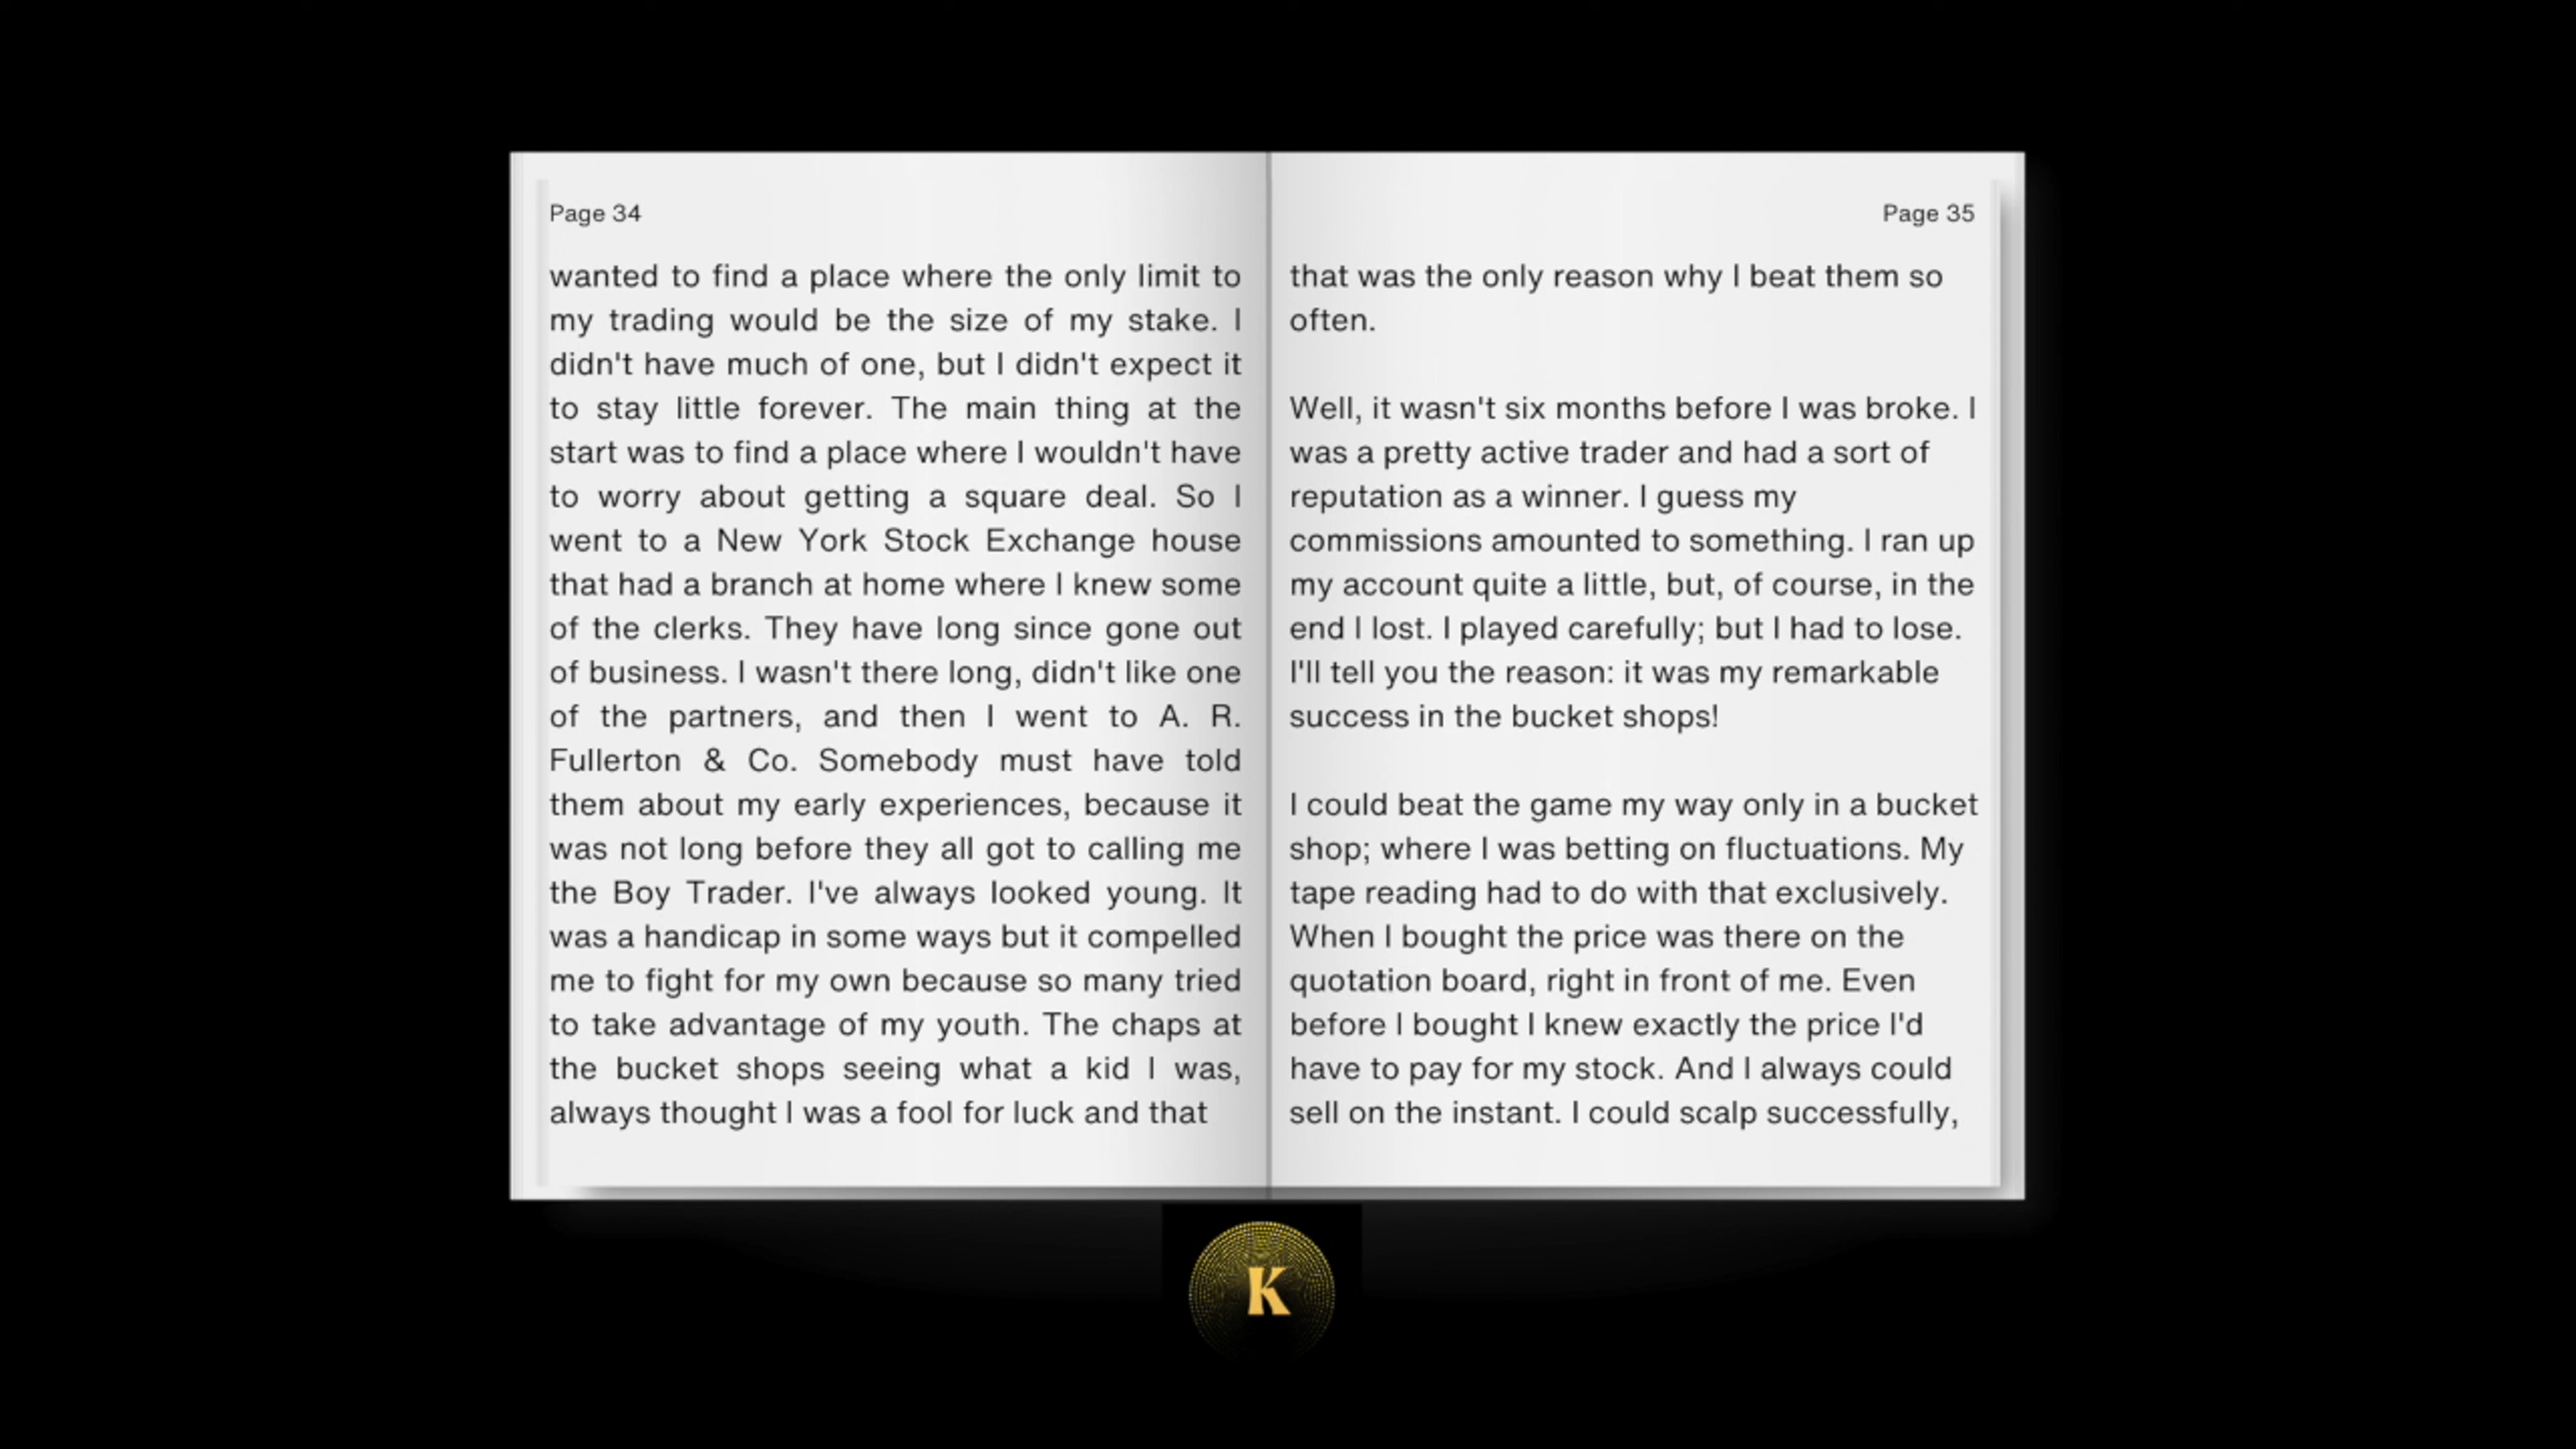 Page 34
wanted to find a place where the only limit to
my trading would be the size of my stake. I
didn't have much of one, but I didn't expect it
to stay little forever. The main thing at the
start was to find a place where I wouldn't have
to worry about getting a square deal. So I
went to a New York Stock Exchange house
that had a branch at home where I knew some
of the clerks. They have long since gone out
of business. I wasn't there long, didn't like one
of the partners, and then I went to A. R.
Fullerton & Co. Somebody must have told
them about my early experiences, because it
was not long before they all got to calling me
the Boy Trader. I've always looked young. It
was a handicap in some ways but it compelled
me to fight for my own because so many tried
to take advantage of my youth. The chaps at
the bucket shops seeing what a kid I was,
always thought I was a fool for luck and that
Page 35
that was the only reason why I beat them so
often.
Well, it wasn't six months before I was broke. I
was a pretty active trader and had a sort of
reputation as a winner. I guess my
commissions amounted to something. I ran up
my account quite a little, but, of course, in the
end I lost. I played carefully; but I had to lose.
I'll tell you the reason: it was my remarkable
success in the bucket shops!
I could beat the game my way only in a bucket
shop; where I was betting on fluctuations. My
tape reading had to do with that exclusively.
When I bought the price was there on the
quotation board, right in front of me. Even
before I bought I knew exactly the price I'd
have to pay for my stock. And I always could
sell on the instant. I could scalp successfully,
K